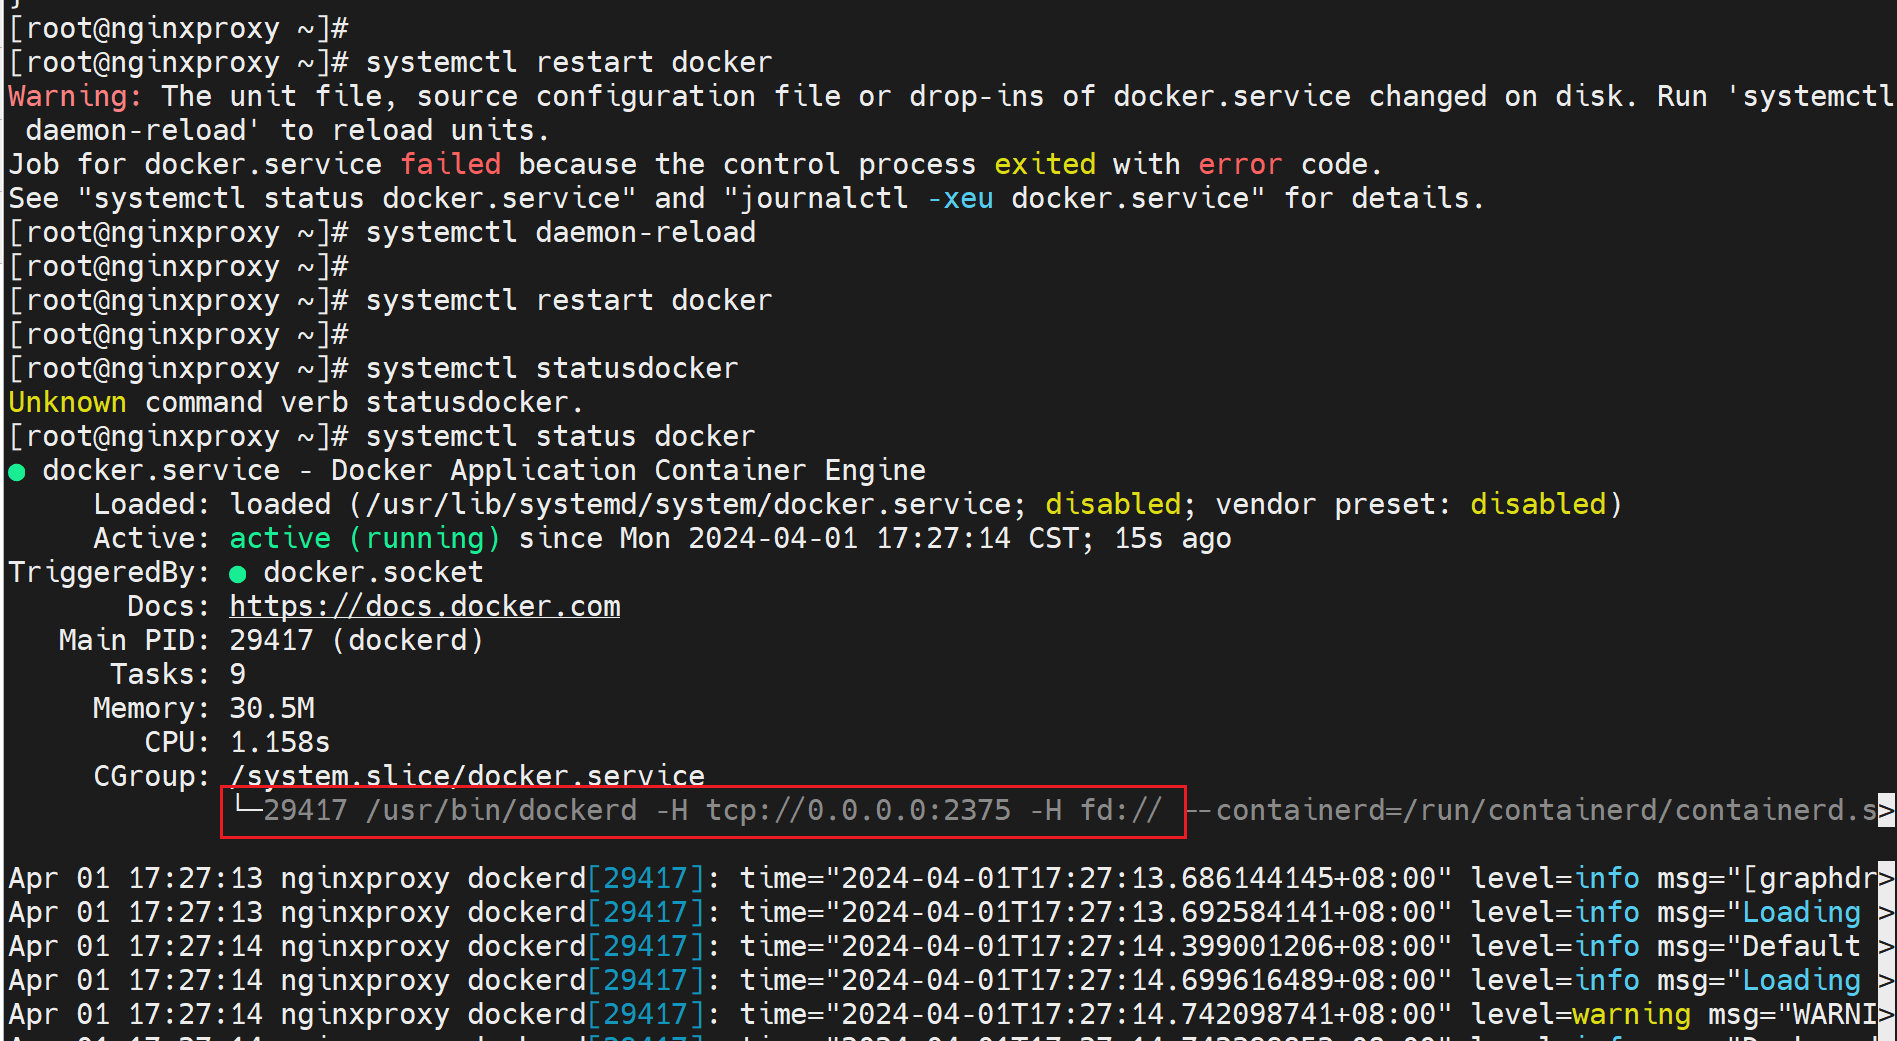 [root@nginxproxy ~]#
[root@nginxproxy ~]# systemctl restart docker
Warning: The unit file, source configuration file or drop-ins of docker.service changed on disk. Run 'systemctl
 daemon-reload' to reload units.
Job for docker.service failed because the control process exited with error code.
See "systemctl status docker.service" and "journalctl -xeu docker.service" for details.
[root@nginxproxy ~]# systemctl daemon-reload
[root@nginxproxy ~]#
[root@nginxproxy ~]# systemctl restart docker
[root@nginxproxy ~]#
[root@nginxproxy ~]# systemctl statusdocker
Unknown command verb statusdocker.
[root@nginxproxy ~]# systemctl status docker
● docker.service - Docker Application Container Engine
     Loaded: loaded (/usr/lib/systemd/system/docker.service; disabled; vendor preset: disabled)
     Active: active (running) since Mon 2024-04-01 17:27:14 CST; 15s ago
TriggeredBy: ● docker.socket
       Docs: https://docs.docker.com
   Main PID: 29417 (dockerd)
      Tasks: 9
     Memory: 30.5M
        CPU: 1.158s
     CGroup: /system.slice/docker.service
             └─29417 /usr/bin/dockerd -H tcp://0.0.0.0:2375 -H fd:// --containerd=/run/containerd/containerd.s>
Apr 01 17:27:13 nginxproxy dockerd[29417]: time="2024-04-01T17:27:13.686144145+08:00" level=info msg="[graphdr>
Apr 01 17:27:13 nginxproxy dockerd[29417]: time="2024-04-01T17:27:13.692584141+08:00" level=info msg="Loading >
Apr 01 17:27:14 nginxproxy dockerd[29417]: time="2024-04-01T17:27:14.399001206+08:00" level=info msg="Default >
Apr 01 17:27:14 nginxproxy dockerd[29417]: time="2024-04-01T17:27:14.699616489+08:00" level=info msg="Loading >
Apr 01 17:27:14 nginxproxy dockerd[29417]: time="2024-04-01T17:27:14.742098741+08:00" level=warning msg="WARNI>